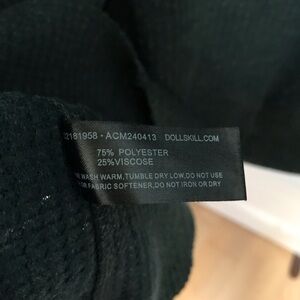 2181958 - ACM240413 DOLLSKILL.COM
75% POLYESTER
25%VISCOSE
WASH WARM,TUMBLE DRY LOW,DO NOT USE
FABRIC SOFTENER,DO NOT IRON OR DRY